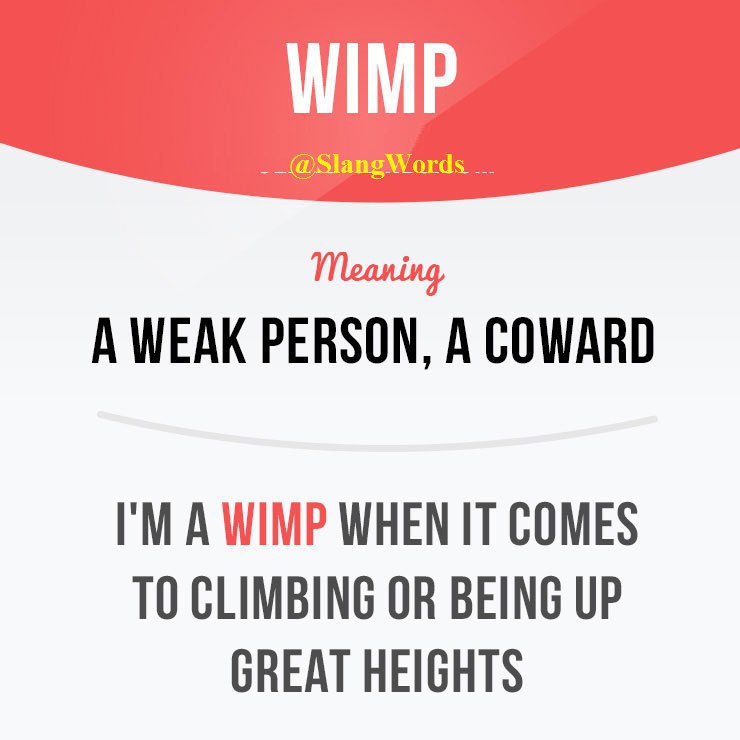 WIMP
@SlangWords
Meaning
A WEAK PERSON, A COWARD
I'M A WIMP WHEN IT COMES
TO CLIMBING OR BEING UP
GREAT HEIGHTS